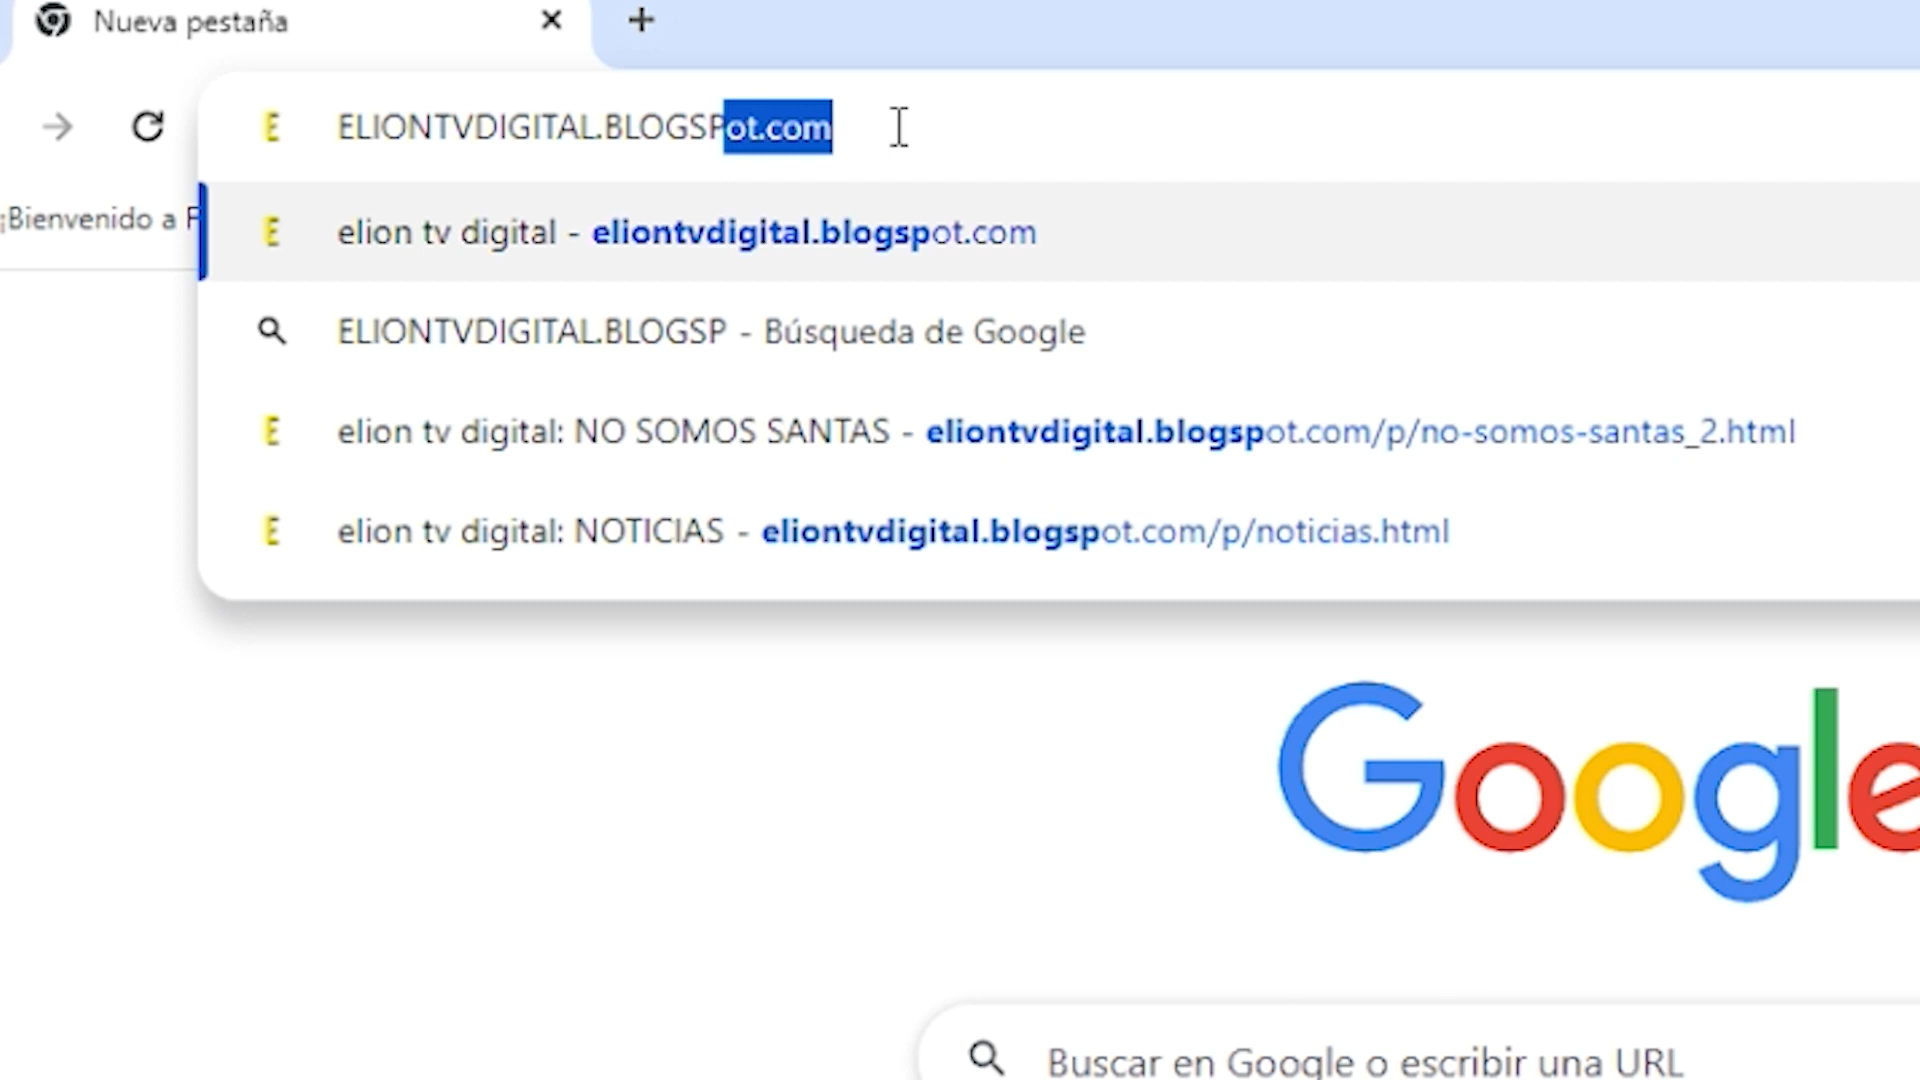 Nueva pestaña
ELIONTVDIGITAL.BLOGSPot.com
¡Bienvenido a F
elion tv digital - eliontvdigital.blogspot.com
ELIONTVDIGITAL.BLOGSP - Búsqueda de Google
elion tv digital: NO SOMOS SANTAS - eliontvdigital.blogspot.com/p/no-somos-santas_2.html
elion tv digital: NOTICIAS - eliontvdigital.blogspot.com/p/noticias.html
Google
Buscar en Google o escribir una URL